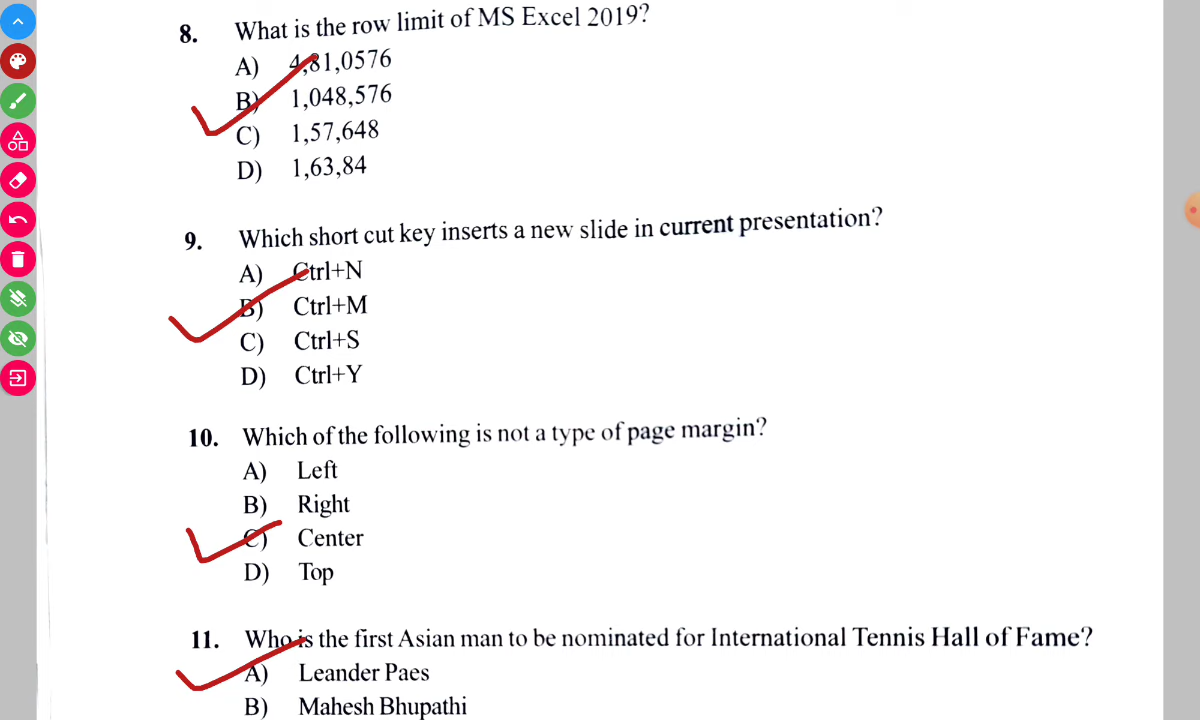 8. What is the row limit of MS Excel 2019?
A) 4,81,0576
B) 1,048,576
C) 1,57,648
D) 1,63,84
9. Which short cut key inserts a new slide in current presentation?
A) Ctrl+N
B) Ctrl+M
C) Ctrl+S
D) Ctrl+Y
10. Which of the following is not a type of page margin?
A) Left
B) Right
C) Center
D) Top
11. Who is the first Asian man to be nominated for International Tennis Hall of Fame?
A) Leander Paes
B) Mahesh Bhupathi